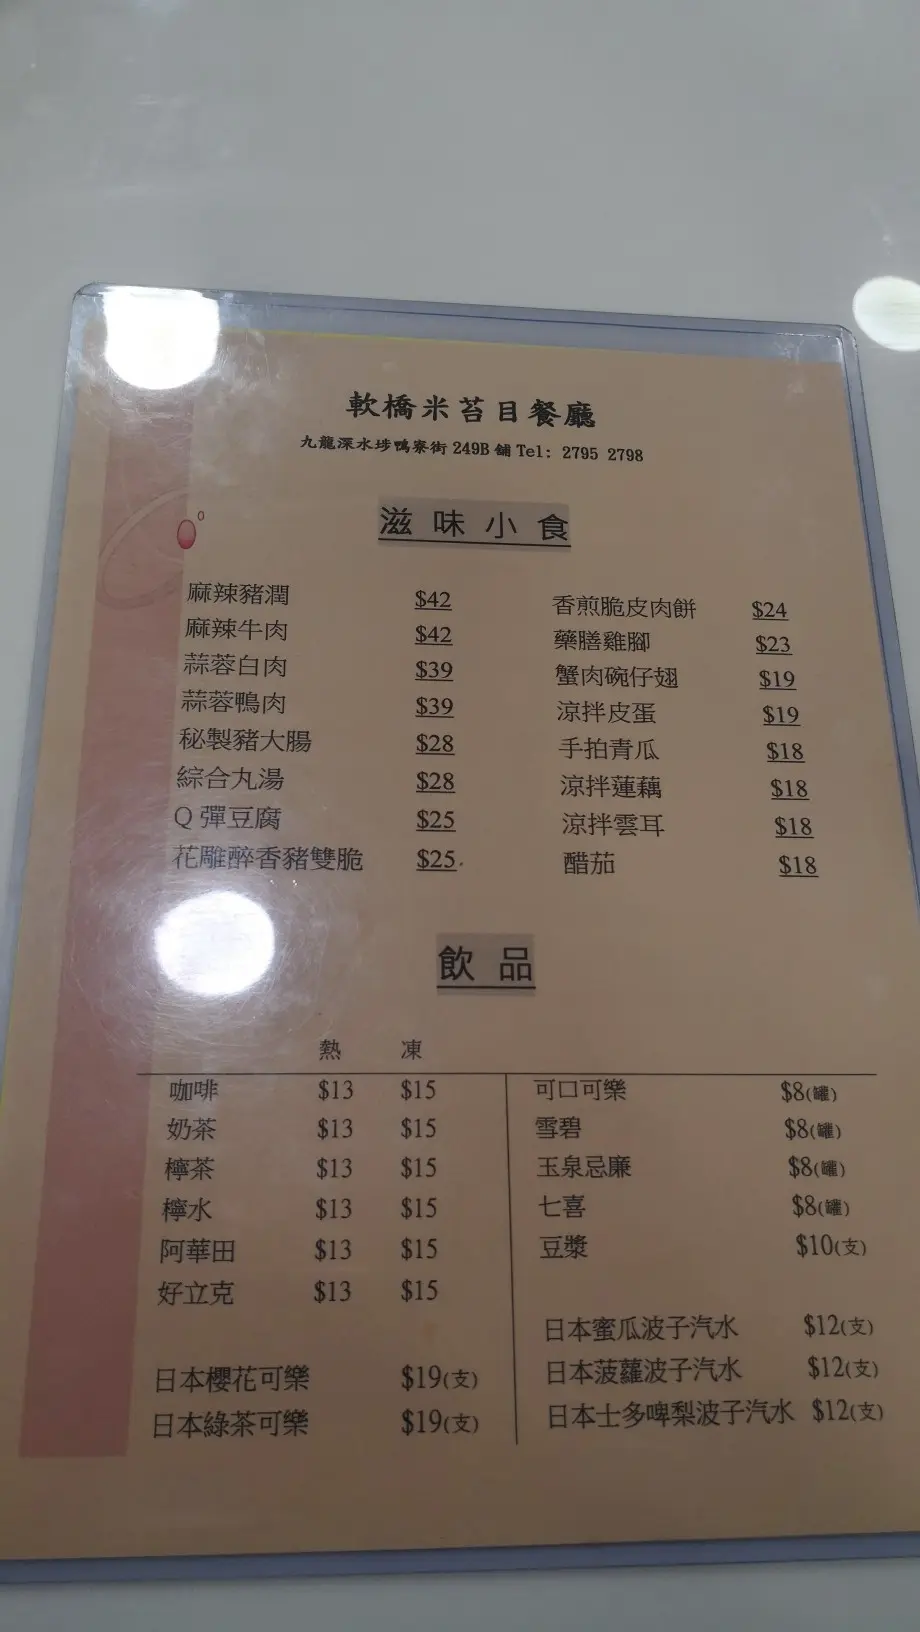 軟橋米苔目餐廳
九龍深水埗鴨寮街249B舖 Tel: 2795 2798
滋味小食
麻辣豬潤 $42
麻辣牛肉 $42
蒜蓉白肉 $39
蒜蓉鴨肉 $39
秘製豬大腸 $28
綜合丸湯 $28
Q彈豆腐 $25
花雕醉香豬雙脆 $25
香煎脆皮肉餅 $24
藥膳雞腳 $23
蟹肉碗仔翅 $19
涼拌皮蛋 $19
手拍青瓜 $18
涼拌蓮藕 $18
涼拌雲耳 $18
醋茄 $18
飲品
熱 凍
咖啡 $13 $15
奶茶 $13 $15
檸茶 $13 $15
檸水 $13 $15
阿華田 $13 $15
好立克 $13 $15
日本櫻花可樂 $19(支)
日本綠茶可樂 $19(支)
可口可樂 $8(罐)
雪碧 $8(罐)
玉泉忌廉 $8(罐)
七喜 $8(罐)
豆漿 $10(支)
日本蜜瓜波子汽水 $12(支)
日本菠蘿波子汽水 $12(支)
日本士多啤梨波子汽水 $12(支)